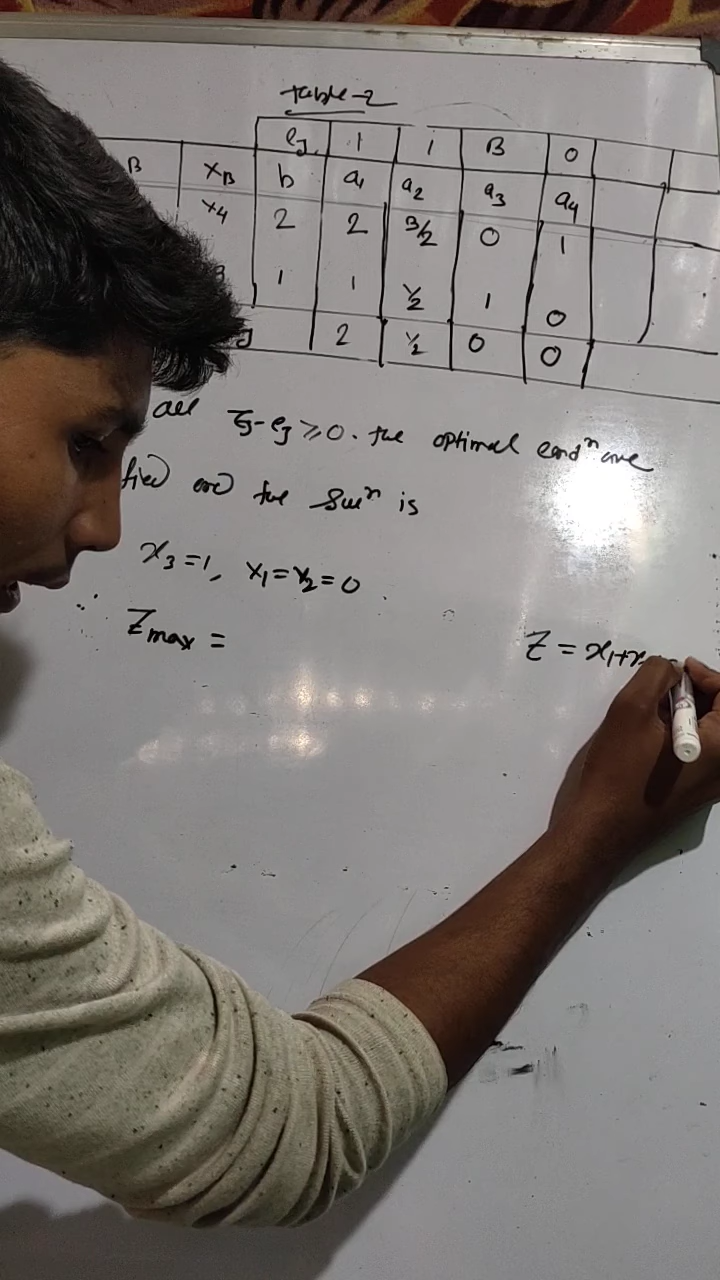 Table-2
cj 1 1 3 0
B xB b a1 a2 a3 a4
x4 2 2 3/2 0 1
1 1 1/2 1 0
j 2 1/2 0 0
all zj-cj ≥ 0. the optimal condn are
fied and the Solun is
x3 = 1, x1 = x2 = 0
∴ Zmax =
Z = x1+x